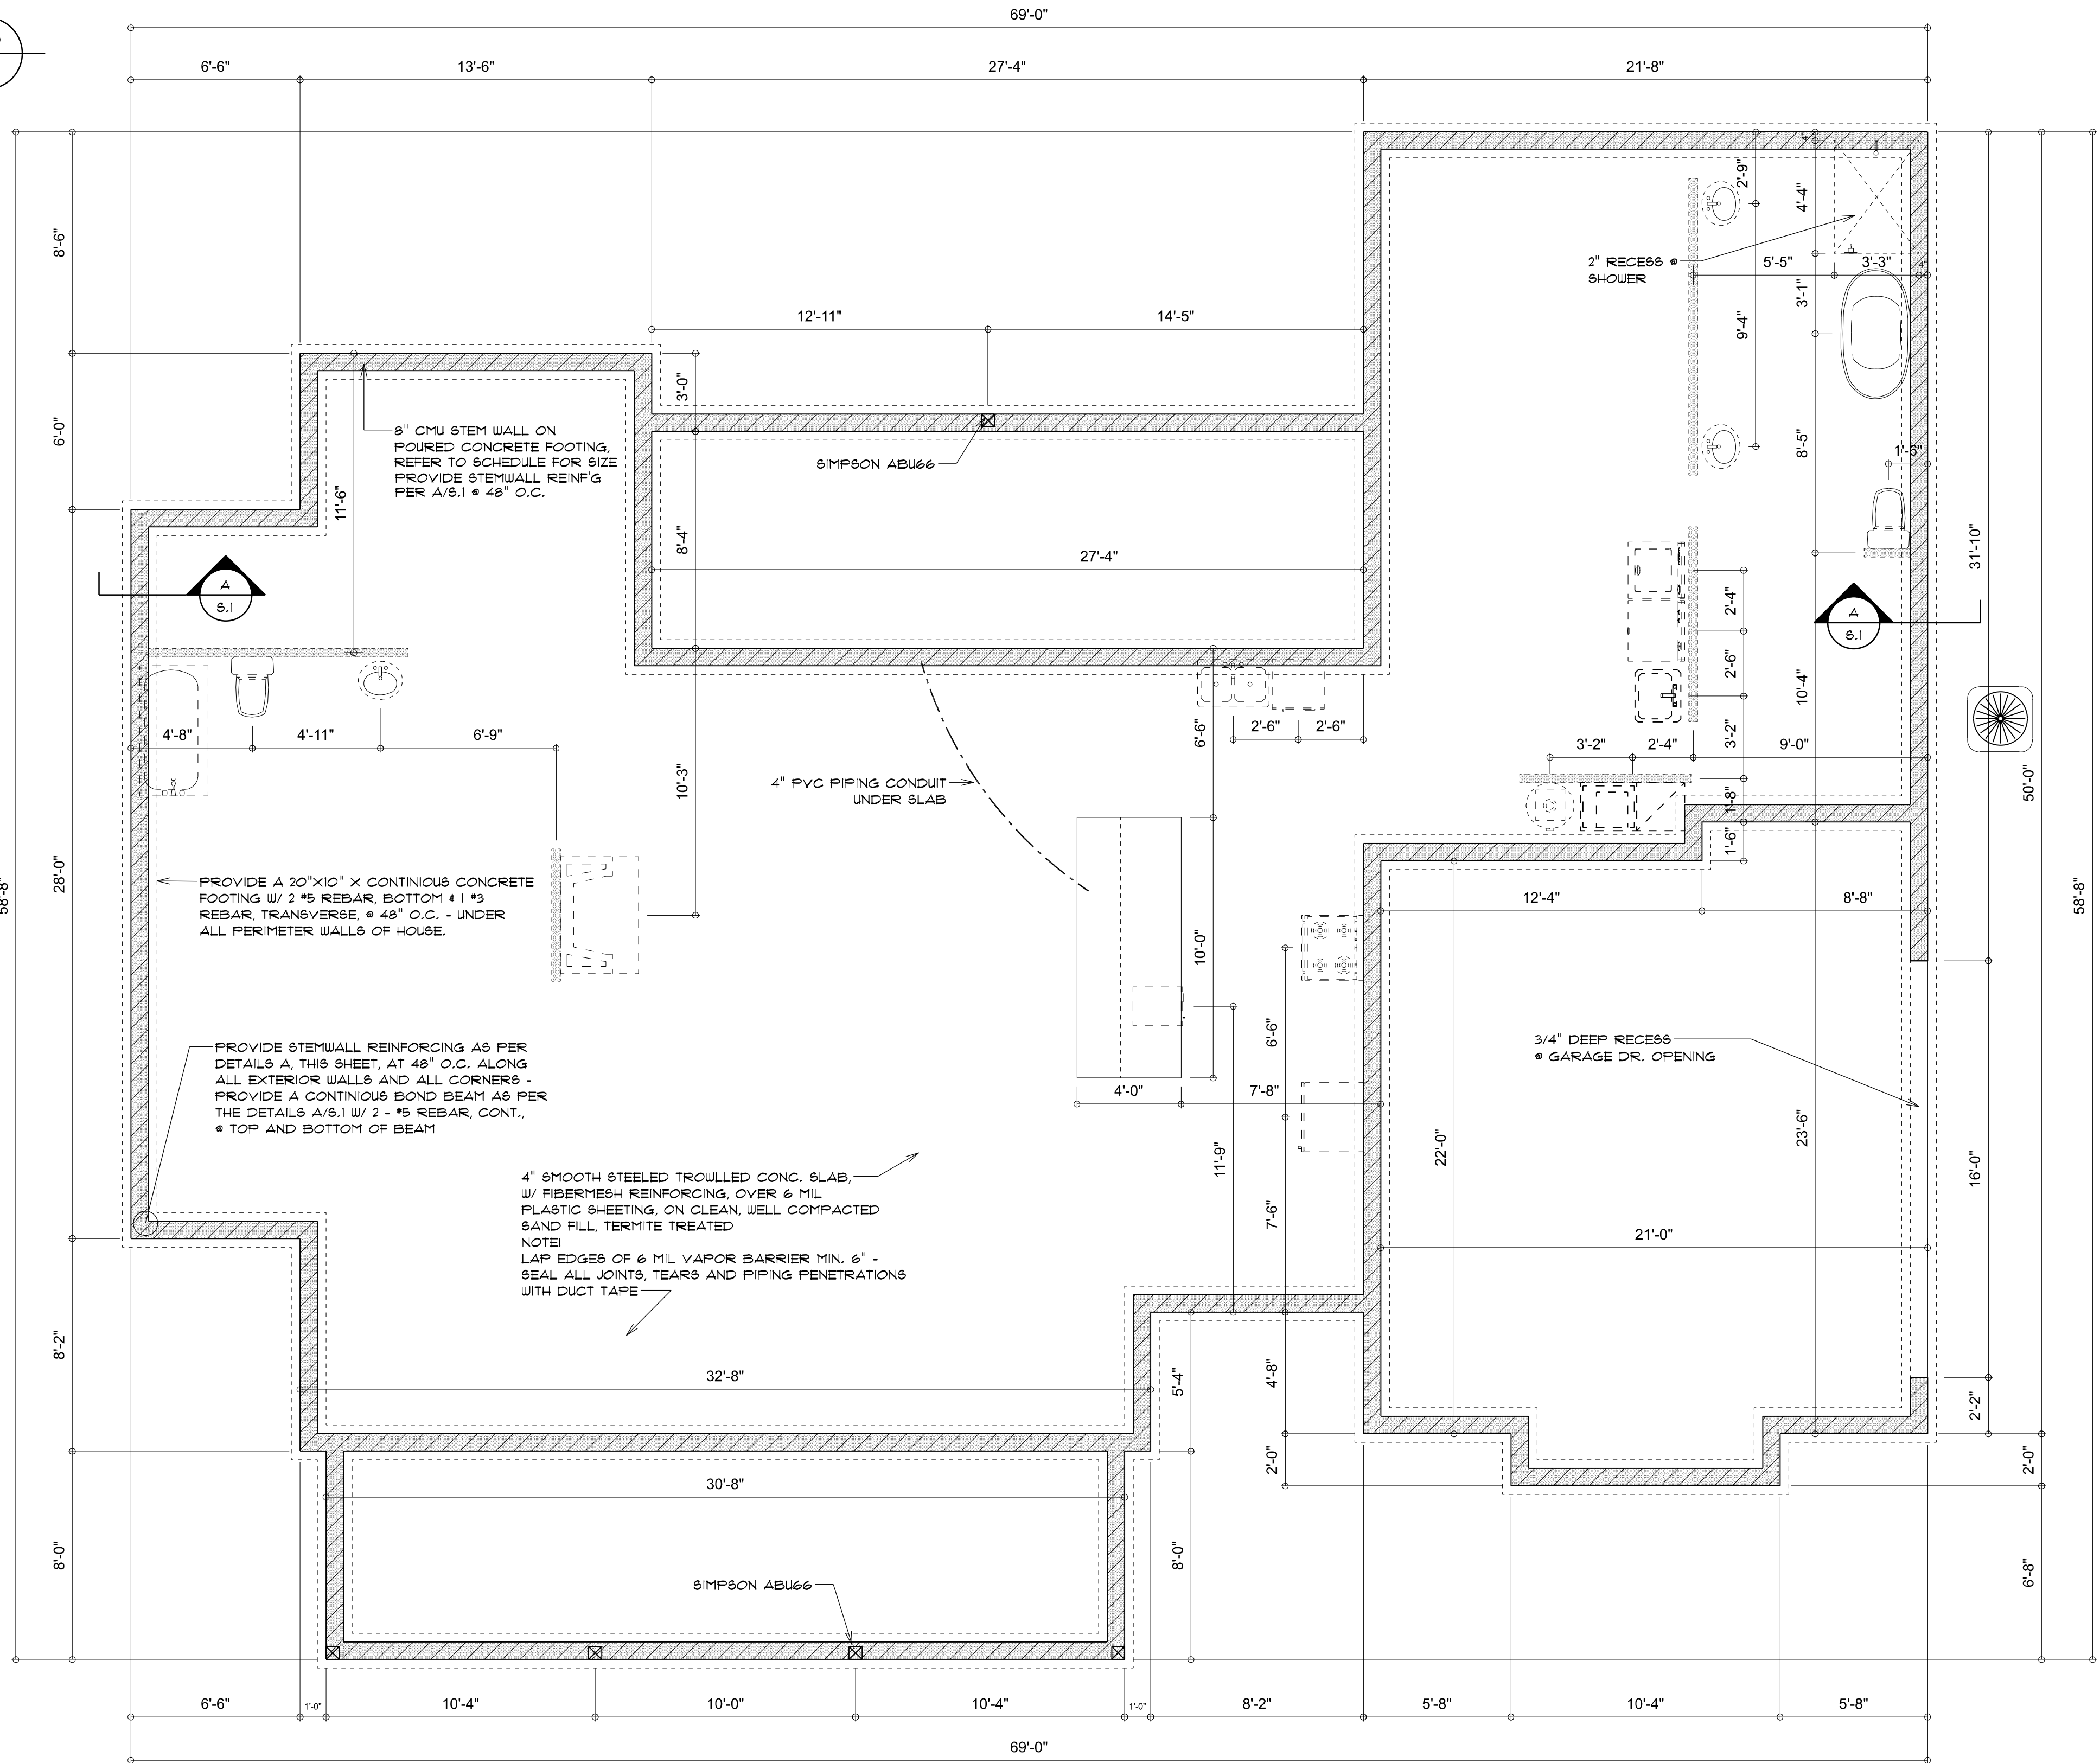 69'-0"
6'-6"
13'-6"
27'-4"
21'-8"
4"
2'-9"
4'-4"
8'-6"
2" RECESS @
SHOWER
5'-5"
3'-3"
4"
3'-1"
12'-11"
14'-5"
9'-4"
3'-0"
6'-0"
8" CMU STEM WALL ON
POURED CONCRETE FOOTING,
REFER TO SCHEDULE FOR SIZE
PROVIDE STEMWALL REINF'G
PER A/S.1 @ 48" O.C.
SIMPSON ABU66
8'-5"
1'-6"
11'-6"
8'-4"
27'-4"
31'-10"
A
S.1
2'-4"
A
S.1
2'-6"
10'-4"
4'-8"
4'-11"
6'-9"
6'-6"
2'-6"
2'-6"
3'-2"
3'-2"
2'-4"
9'-0"
10'-3"
4" PVC PIPING CONDUIT
UNDER SLAB
50'-0"
1'-8"
1'-6"
58'-8"
28'-0"
PROVIDE A 20"X10" X CONTINIOUS CONCRETE
FOOTING W/ 2 #5 REBAR, BOTTOM & 1 #3
REBAR, TRANSVERSE, @ 48" O.C. - UNDER
ALL PERIMETER WALLS OF HOUSE.
12'-4"
8'-8"
58'-8"
10'-0"
PROVIDE STEMWALL REINFORCING AS PER
DETAILS A, THIS SHEET, AT 48" O.C. ALONG
ALL EXTERIOR WALLS AND ALL CORNERS -
PROVIDE A CONTINIOUS BOND BEAM AS PER
THE DETAILS A/S.1 W/ 2 - #5 REBAR, CONT.,
@ TOP AND BOTTOM OF BEAM
6'-6"
3/4" DEEP RECESS
@ GARAGE DR. OPENING
4'-0"
7'-8"
11'-9"
22'-0"
23'-6"
16'-0"
4" SMOOTH STEELED TROWLLED CONC. SLAB,
W/ FIBERMESH REINFORCING, OVER 6 MIL
PLASTIC SHEETING, ON CLEAN, WELL COMPACTED
SAND FILL, TERMITE TREATED
NOTE!
LAP EDGES OF 6 MIL VAPOR BARRIER MIN. 6" -
SEAL ALL JOINTS, TEARS AND PIPING PENETRATIONS
WITH DUCT TAPE
7'-6"
21'-0"
8'-2"
32'-8"
5'-4"
4'-8"
2'-2"
30'-8"
2'-0"
2'-0"
8'-0"
SIMPSON ABU66
8'-0"
6'-8"
6'-6"
1'-0"
10'-4"
10'-0"
10'-4"
1'-0"
8'-2"
5'-8"
10'-4"
5'-8"
69'-0"